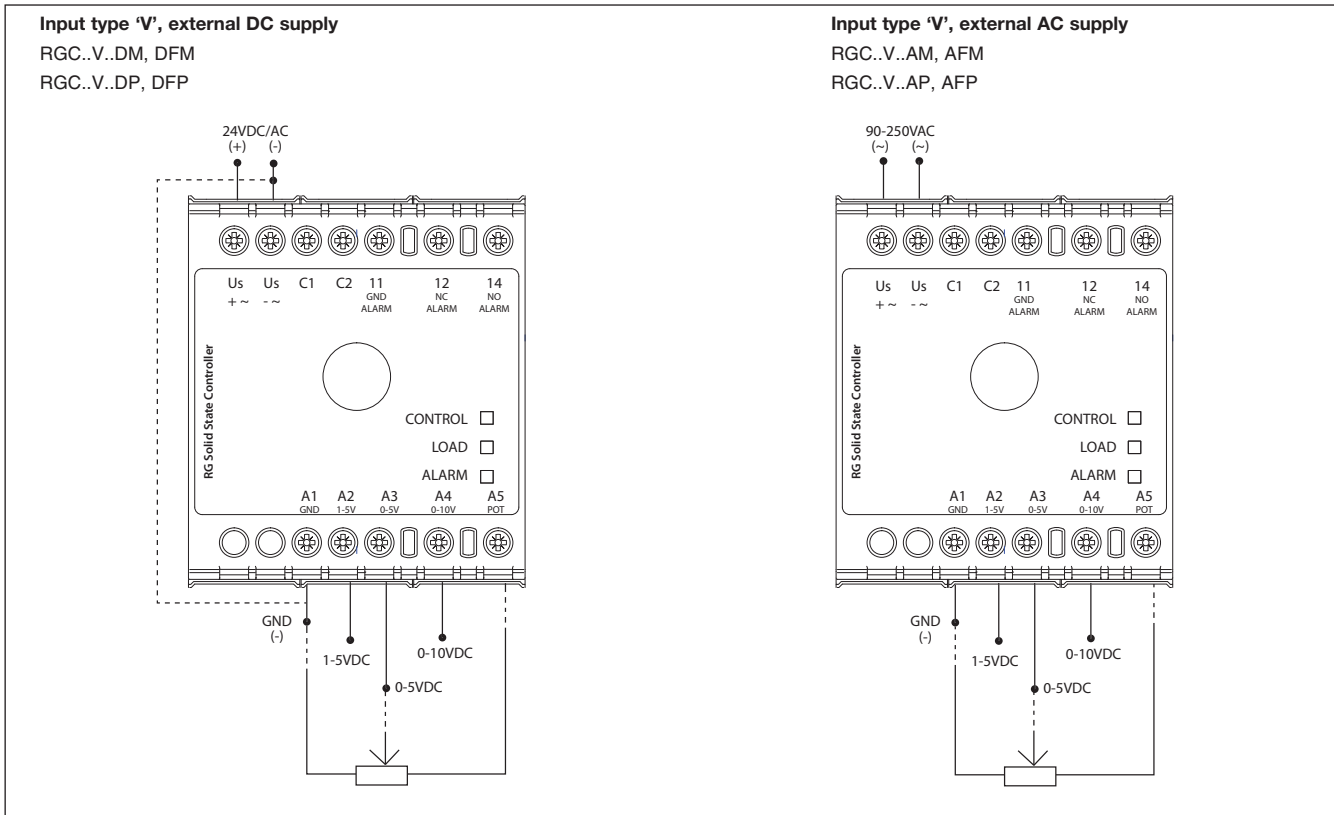 Input type ‘V’, external DC supply
RGC..V..DM, DFM
RGC..V..DP, DFP
24VDC/AC
(+) (-)
Us Us C1 C2 11 12 14
+ ~ - ~ GND NC NO
ALARM ALARM ALARM
RG Solid State Controller
CONTROL
LOAD
ALARM
A1 A2 A3 A4 A5
GND 1-5V 0-5V 0-10V POT
GND
(-)
1-5VDC
0-10VDC
0-5VDC
Input type ‘V’, external AC supply
RGC..V..AM, AFM
RGC..V..AP, AFP
90-250VAC
(~) (~)
Us Us C1 C2 11 12 14
+ ~ - ~ GND NC NO
ALARM ALARM ALARM
RG Solid State Controller
CONTROL
LOAD
ALARM
A1 A2 A3 A4 A5
GND 1-5V 0-5V 0-10V POT
GND
(-)
1-5VDC
0-10VDC
0-5VDC